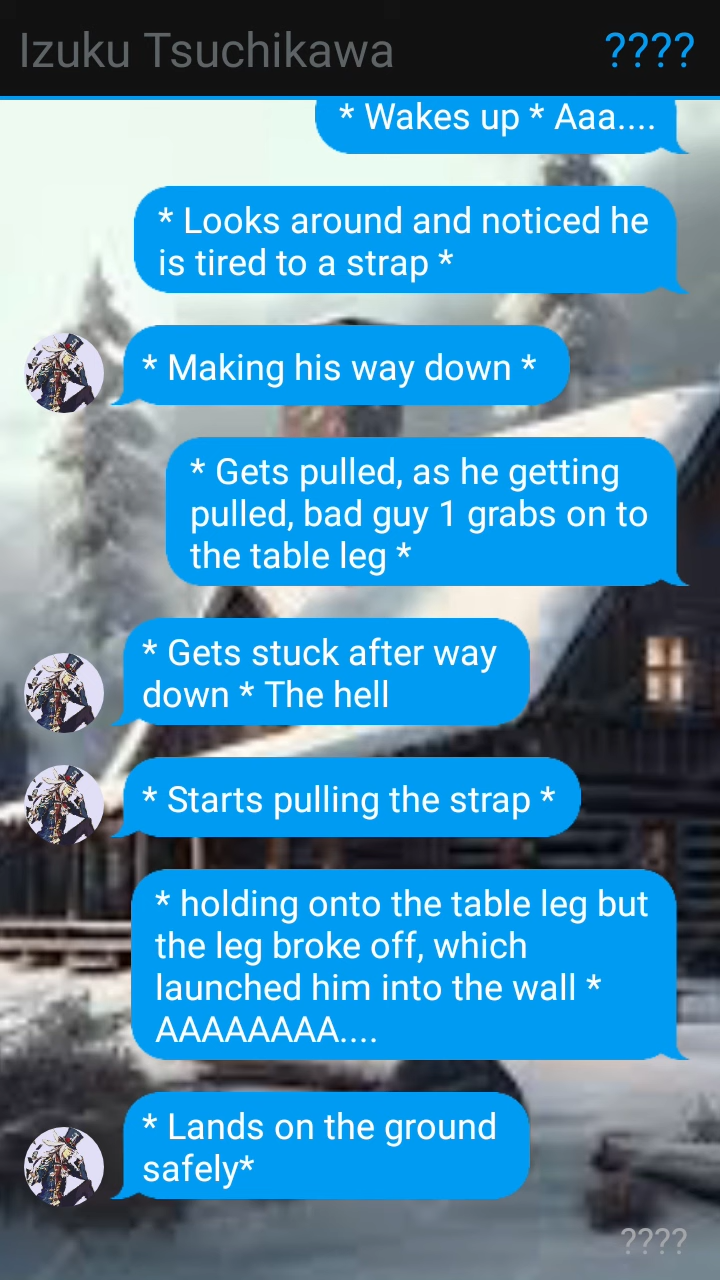 Izuku Tsuchikawa
????
* Wakes up * Aaa....
* Looks around and noticed he
is tired to a strap *
* Making his way down *
* Gets pulled, as he getting
pulled, bad guy 1 grabs on to
the table leg *
* Gets stuck after way
down * The hell
* Starts pulling the strap *
* holding onto the table leg but
the leg broke off, which
launched him into the wall *
AAAAAAAA....
* Lands on the ground
safely*
????